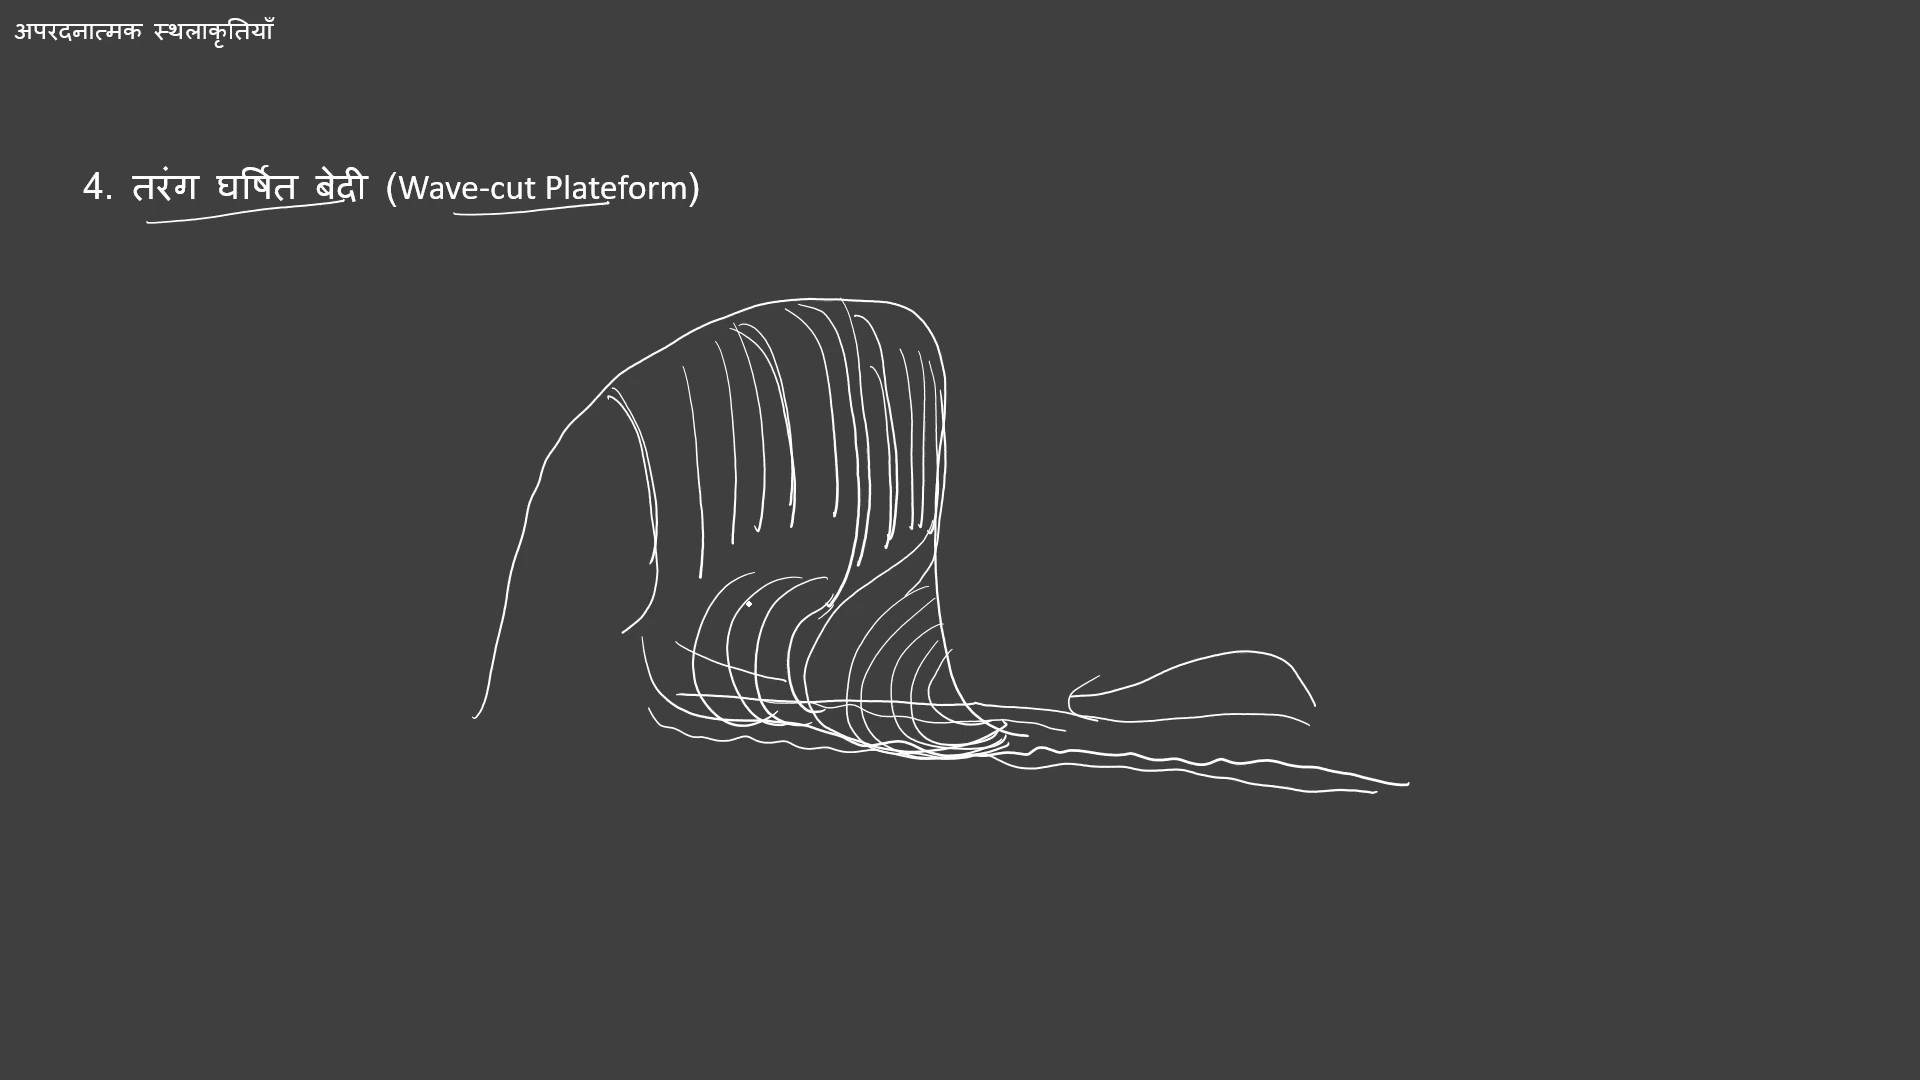 अपरदनात्मक स्थलाकृतियाँ
4. तरंग घर्षित बेदी (Wave-cut Plateform)